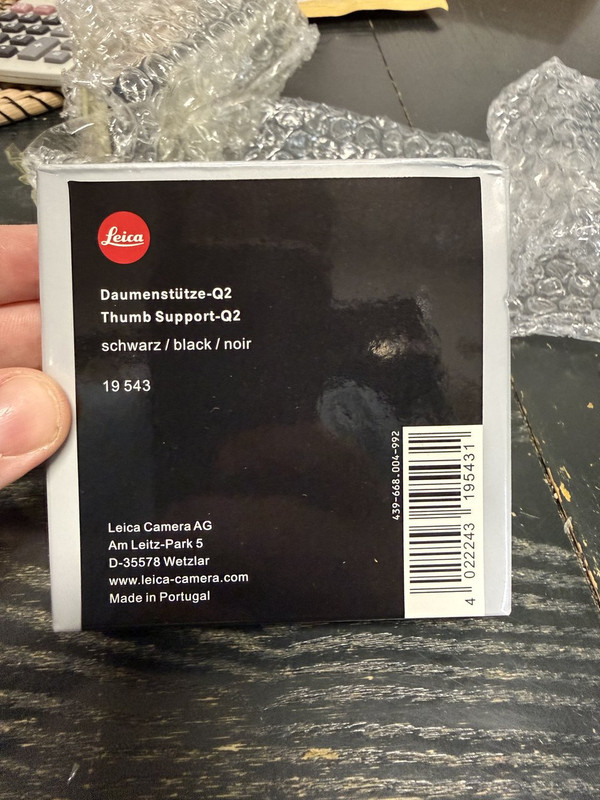 Leica
Daumenstütze-Q2
Thumb Support-Q2
schwarz / black / noir
19 543
Leica Camera AG
Am Leitz-Park 5
D-35578 Wetzlar
www.leica-camera.com
Made in Portugal
439-668.004-992
4 022243 195431